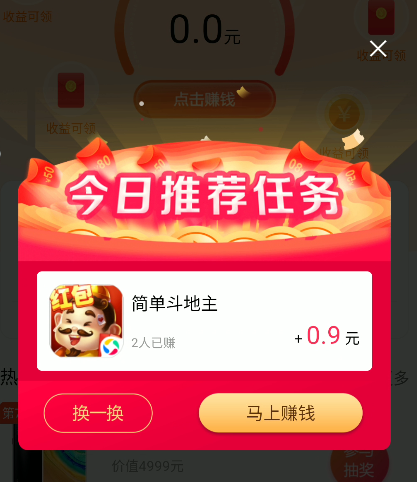 收益可领
0.0元
收益可领
点击赚钱
收益可领
收益可领
今日推荐任务
红包
简单斗地主
2人已赚
+0.9元
热
多
换一换
马上赚钱
价值4999元
参与
抽奖